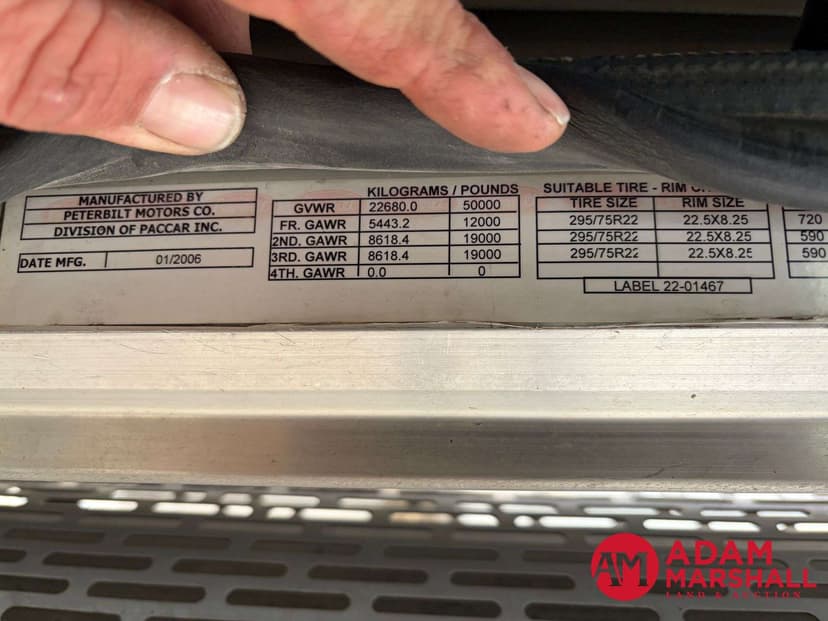 MANUFACTURED BY
PETERBILT MOTORS CO.
DIVISION OF PACCAR INC.
DATE MFG. 01/2006
KILOGRAMS / POUNDS
GVWR 22680.0 50000
FR. GAWR 5443.2 12000
2ND. GAWR 8618.4 19000
3RD. GAWR 8618.4 19000
4TH. GAWR 0.0 0
SUITABLE TIRE - RIM
TIRE SIZE RIM SIZE
295/75R22 22.5X8.25 720
295/75R22 22.5X8.25 590
295/75R22 22.5X8.25 590
LABEL 22-01467
AM ADAM
MARSHALL
LAND & AUCTION